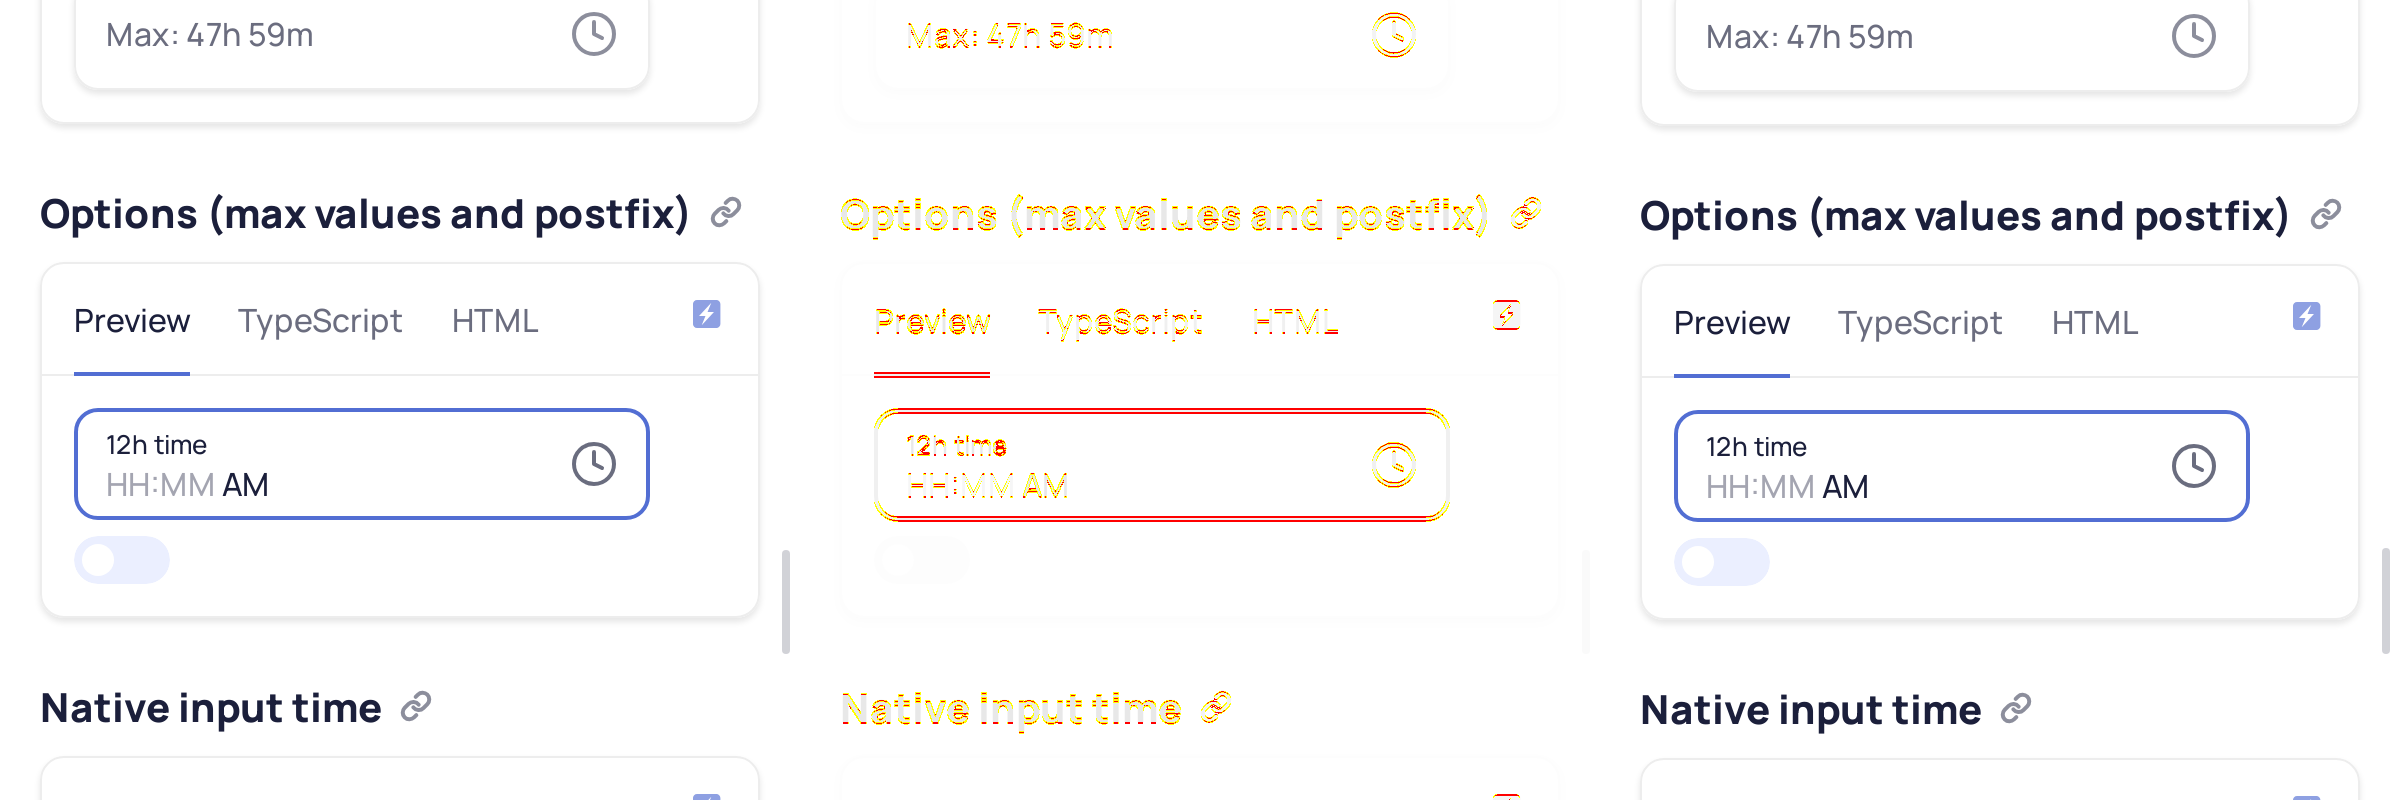 Max: 47h 59m
Options (max values and postfix)
Preview TypeScript HTML
12h time
HH:MM AM
Native input time
Max: 47h 59m
Options (max values and postfix)
Preview TypeScript HTML
12h time
HH:MM AM
Native input time
Max: 47h 59m
Options (max values and postfix)
Preview TypeScript HTML
12h time
HH:MM AM
Native input time